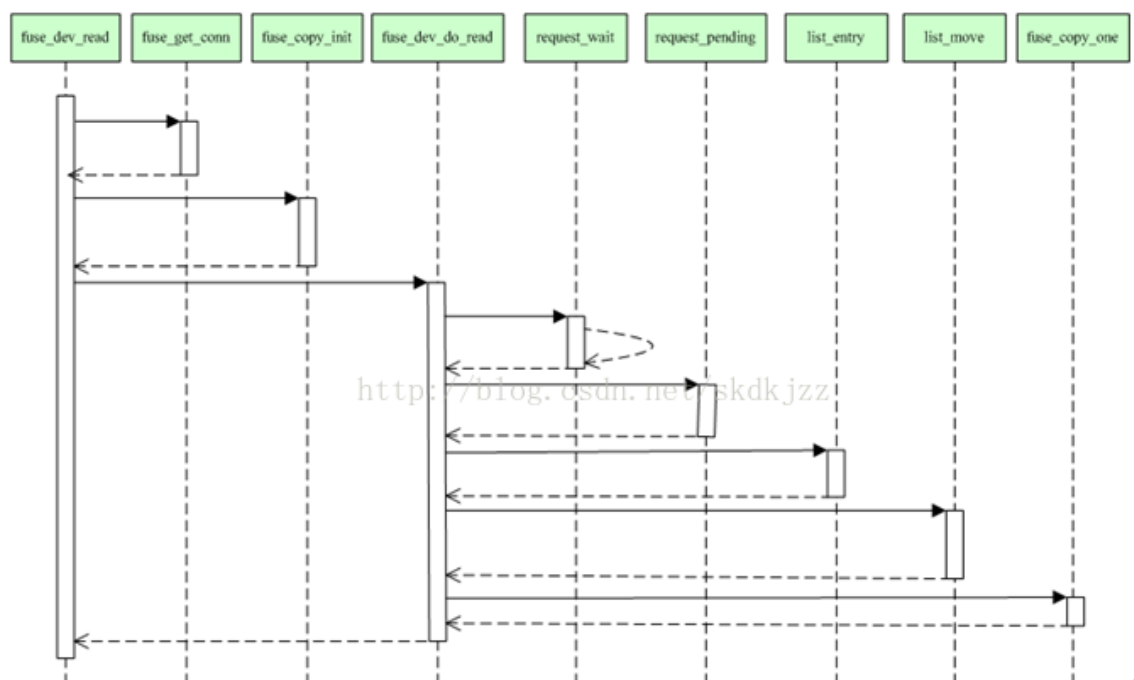 fuse_dev_read
fuse_get_conn
fuse_copy_init
fuse_dev_do_read
request_wait
request_pending
list_entry
list_move
fuse_copy_one
http://blog.csdn.net/skdkjzz